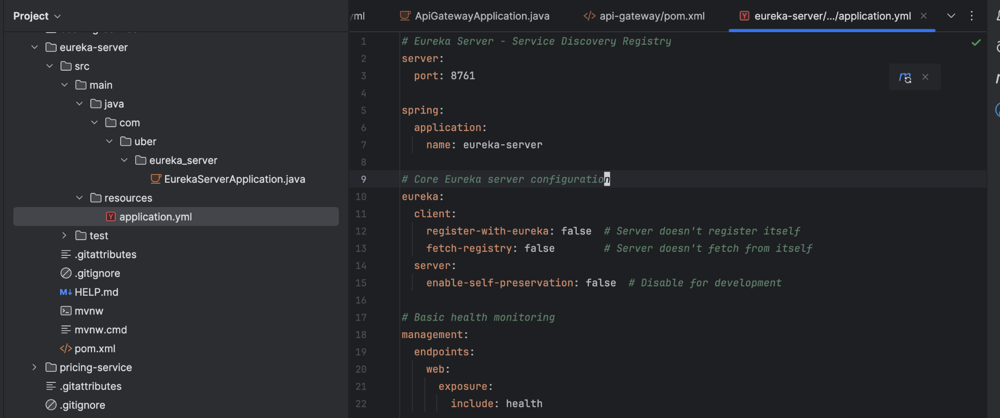 Project
eureka-server
src
main
java
com
uber
eureka_server
EurekaServerApplication.java
resources
application.yml
test
.gitattributes
.gitignore
HELP.md
mvnw
mvnw.cmd
pom.xml
pricing-service
.gitattributes
.gitignore
yml
ApiGatewayApplication.java
api-gateway/pom.xml
eureka-server/.../application.yml
1 # Eureka Server - Service Discovery Registry
2 server:
3 port: 8761
4
5 spring:
6 application:
7 name: eureka-server
8
9 # Core Eureka server configuration
10 eureka:
11 client:
12 register-with-eureka: false # Server doesn't register itself
13 fetch-registry: false # Server doesn't fetch from itself
14 server:
15 enable-self-preservation: false # Disable for development
16
17 # Basic health monitoring
18 management:
19 endpoints:
20 web:
21 exposure:
22 include: health